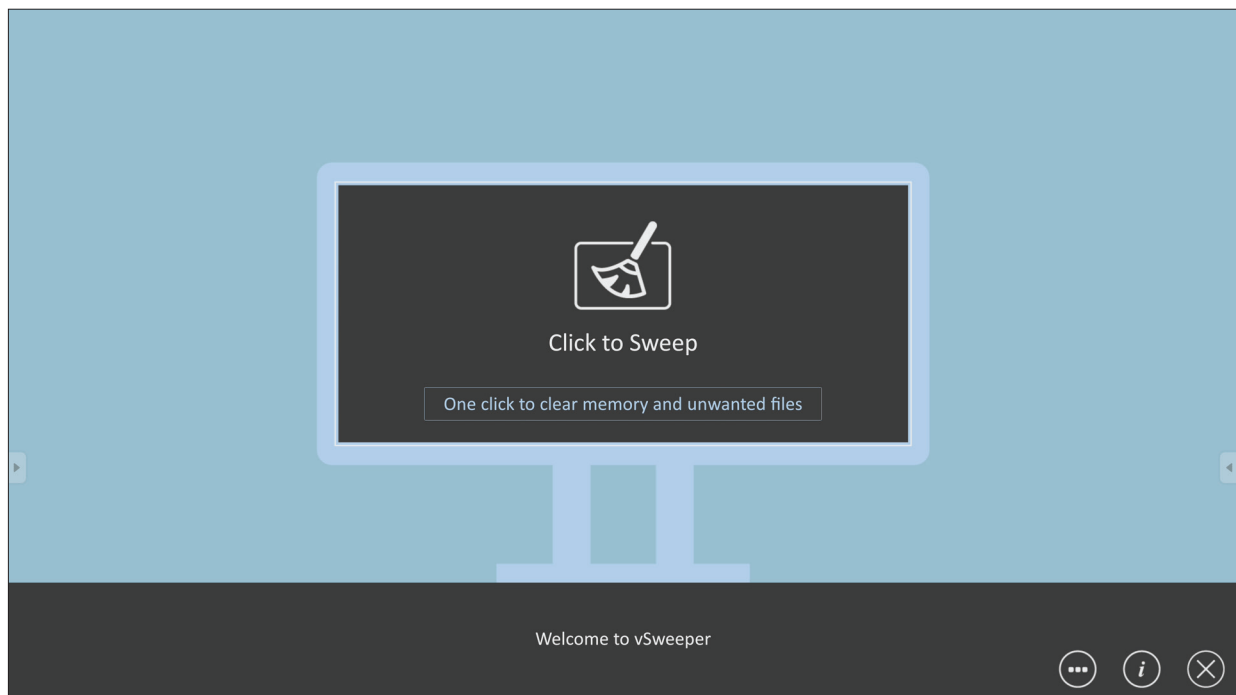 Click to Sweep
One click to clear memory and unwanted files
Welcome to vSweeper
i